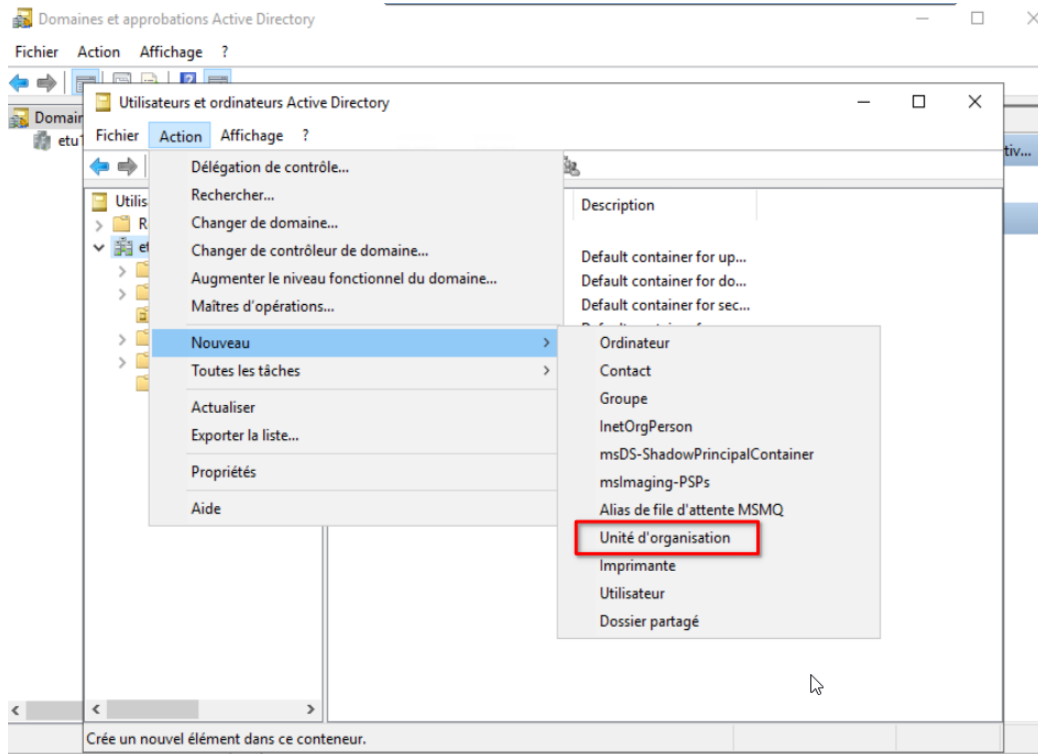 Domaines et approbations Active Directory
Fichier Action Affichage ?
Utilisateurs et ordinateurs Active Directory
Fichier Action Affichage ?
Délégation de contrôle...
Rechercher...
Changer de domaine...
Changer de contrôleur de domaine...
Augmenter le niveau fonctionnel du domaine...
Maîtres d'opérations...
Nouveau
Toutes les tâches
Actualiser
Exporter la liste...
Propriétés
Aide
Description
Default container for up...
Default container for do...
Default container for sec...
Ordinateur
Contact
Groupe
InetOrgPerson
msDS-ShadowPrincipalContainer
msImaging-PSPs
Alias de file d'attente MSMQ
Unité d'organisation
Imprimante
Utilisateur
Dossier partagé
Crée un nouvel élément dans ce conteneur.